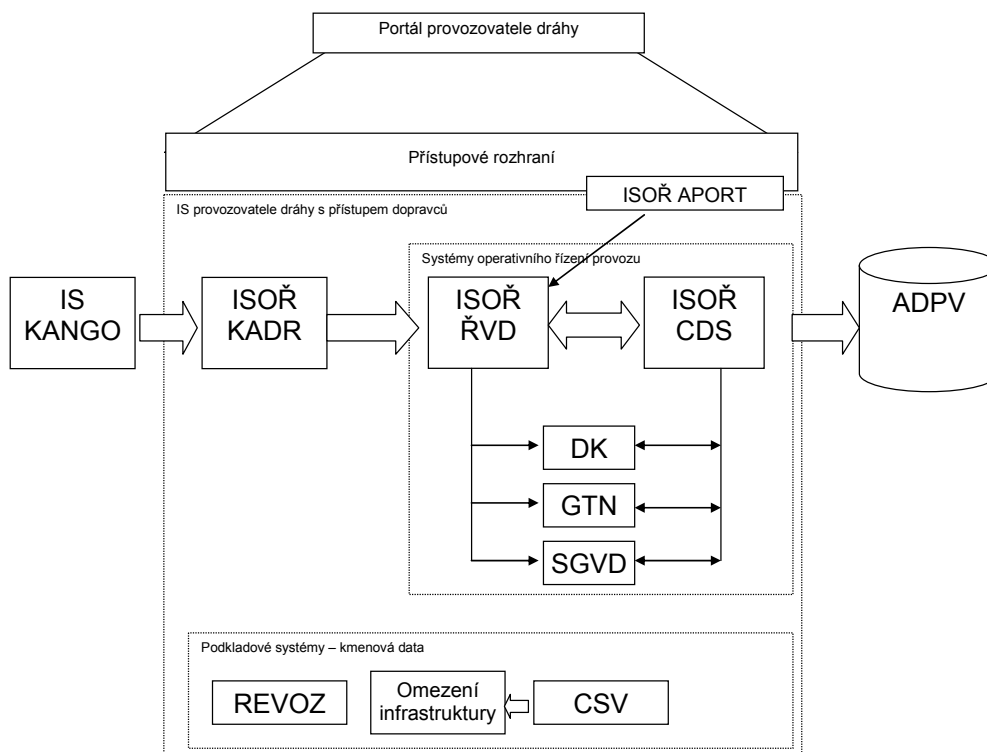 Portál provozovatele dráhy
Přístupové rozhraní
ISOŘ APORT
IS provozovatele dráhy s přístupem dopravců
Systémy operativního řízení provozu
IS
KANGO
ISOŘ
KADR
ISOŘ
ŘVD
ISOŘ
CDS
ADPV
DK
GTN
SGVD
Podkladové systémy – kmenová data
REVOZ
Omezení
infrastruktury
CSV